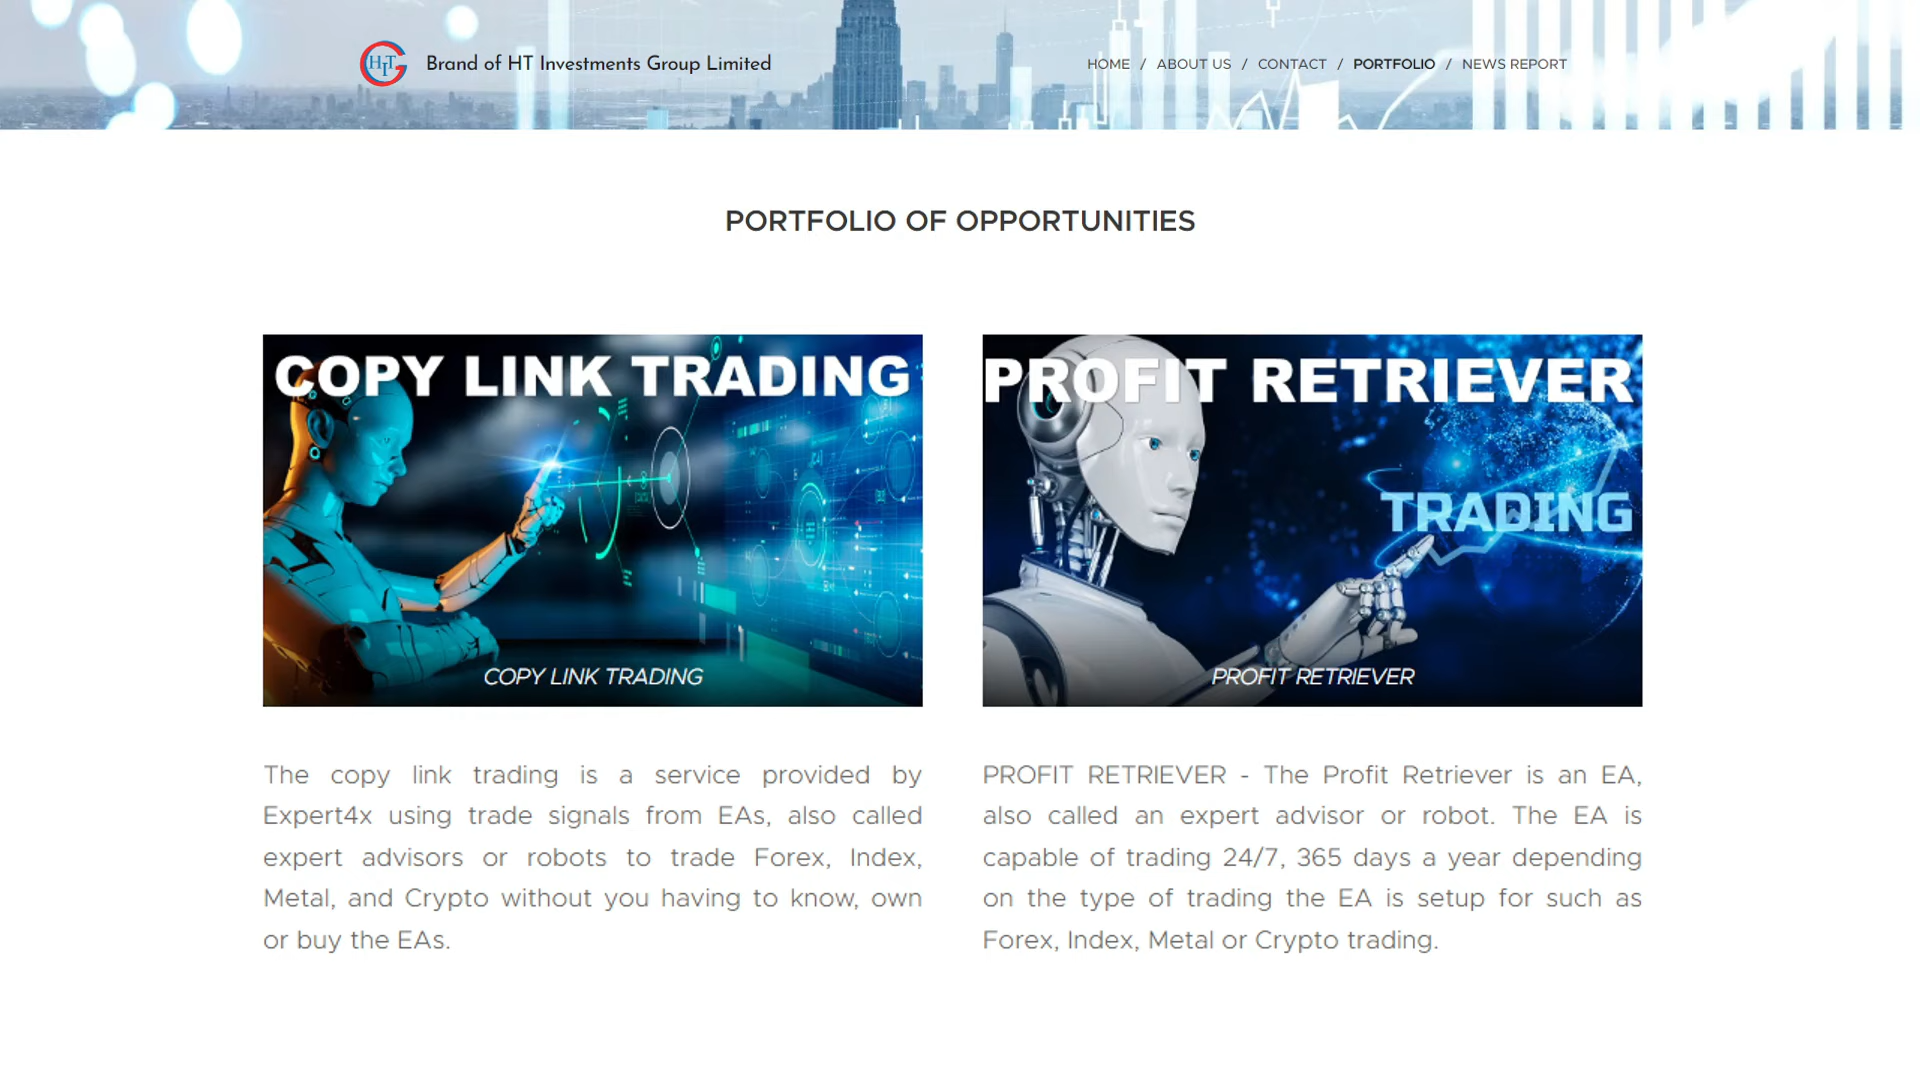 HTG
Brand of HT Investments Group Limited
HOME / ABOUT US / CONTACT / PORTFOLIO / NEWS REPORT
PORTFOLIO OF OPPORTUNITIES
COPY LINK TRADING
COPY LINK TRADING
The copy link trading is a service provided by
Expert4x using trade signals from EAs, also called
expert advisors or robots to trade Forex, Index,
Metal, and Crypto without you having to know, own
or buy the EAs.
PROFIT RETRIEVER
TRADING
PROFIT RETRIEVER
PROFIT RETRIEVER - The Profit Retriever is an EA,
also called an expert advisor or robot. The EA is
capable of trading 24/7, 365 days a year depending
on the type of trading the EA is setup for such as
Forex, Index, Metal or Crypto trading.